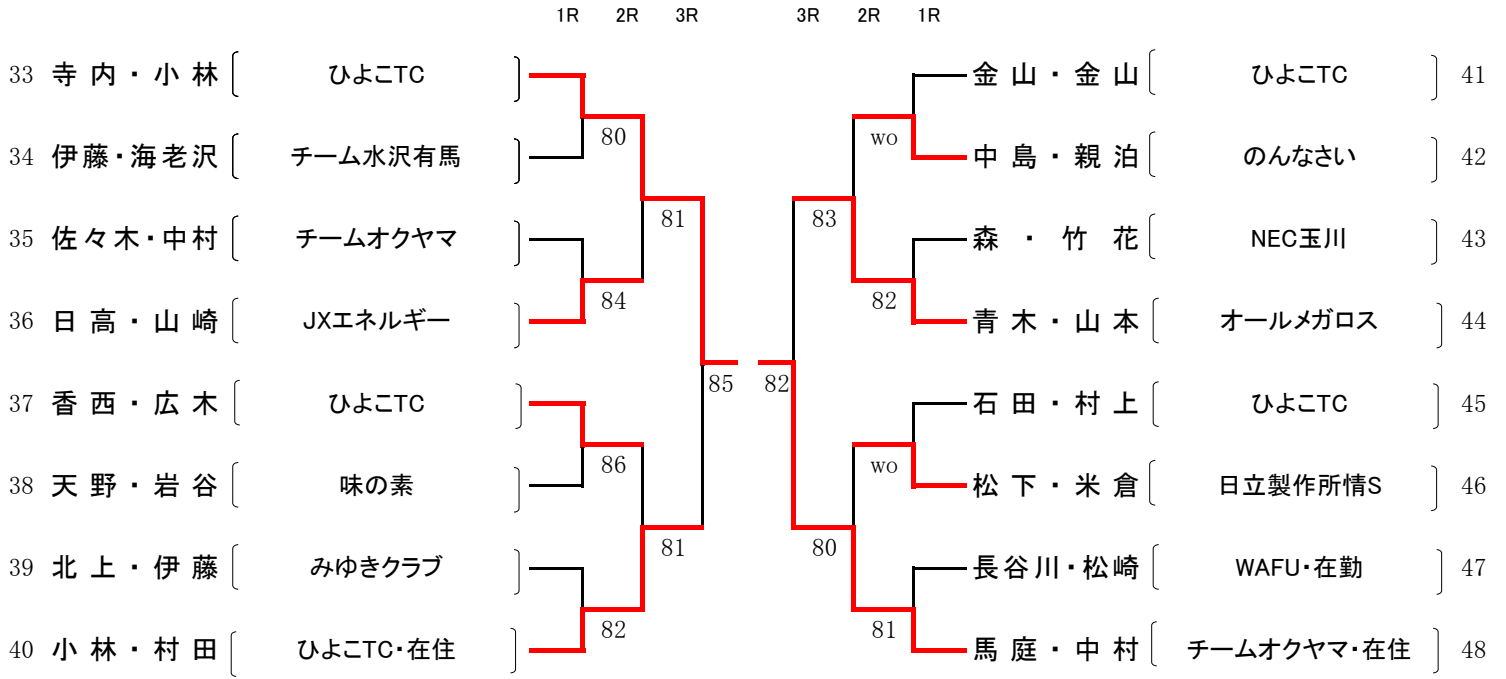 1R 2R 3R 3R 2R 1R
33 寺内・小林 ひよこTC 金山・金山 ひよこTC 41
80 wo
34 伊藤・海老沢 チーム水沢有馬 中島・親泊 のんなさい 42
81 83
35 佐々木・中村 チームオクヤマ 森・竹花 NEC玉川 43
84 82
36 日高・山崎 JXエネルギー 青木・山本 オールメガロス 44
85 82
37 香西・広木 ひよこTC 石田・村上 ひよこTC 45
86 wo
38 天野・岩谷 味の素 松下・米倉 日立製作所情S 46
81 80
39 北上・伊藤 みゆきクラブ 長谷川・松崎 WAFU・在勤 47
82 81
40 小林・村田 ひよこTC・在住 馬庭・中村 チームオクヤマ・在住 48